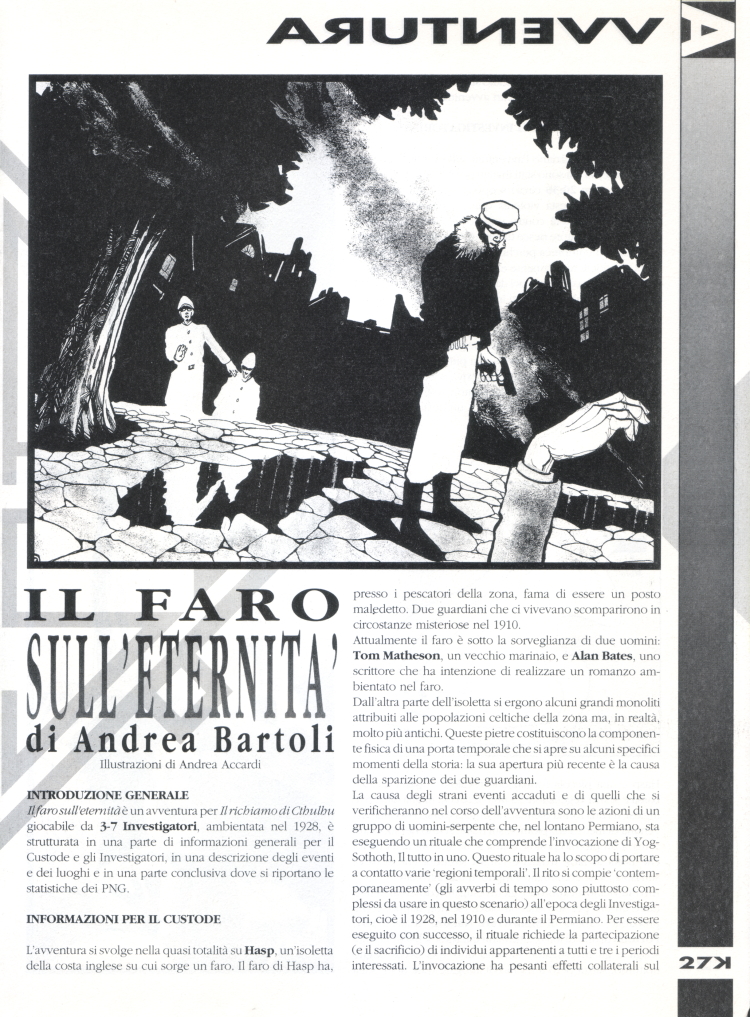 AVVENTURA
A
IL FARO
SULL'ETERNITA'
di Andrea Bartoli
Illustrazioni di Andrea Accardi
INTRODUZIONE GENERALE
Il faro sull'eternità è un avventura per Il richiamo di Cthulhu
giocabile da 3-7 Investigatori, ambientata nel 1928, è
strutturata in una parte di informazioni generali per il
Custode e gli Investigatori, in una descrizione degli eventi
e dei luoghi e in una parte conclusiva dove si riportano le
statistiche dei PNG.
INFORMAZIONI PER IL CUSTODE
L'avventura si svolge nella quasi totalità su Hasp, un'isoletta
della costa inglese su cui sorge un faro. Il faro di Hasp ha,
presso i pescatori della zona, fama di essere un posto
maledetto. Due guardiani che ci vivevano scomparirono in
circostanze misteriose nel 1910.
Attualmente il faro è sotto la sorveglianza di due uomini:
Tom Matheson, un vecchio marinaio, e Alan Bates, uno
scrittore che ha intenzione di realizzare un romanzo am-
bientato nel faro.
Dall'altra parte dell'isoletta si ergono alcuni grandi monoliti
attribuiti alle popolazioni celtiche della zona ma, in realtà,
molto più antichi. Queste pietre costituiscono la componen-
te fisica di una porta temporale che si apre su alcuni specifici
momenti della storia: la sua apertura più recente è la causa
della sparizione dei due guardiani.
La causa degli strani eventi accaduti e di quelli che si
verificheranno nel corso dell'avventura sono le azioni di un
gruppo di uomini-serpente che, nel lontano Permiano, sta
eseguendo un rituale che comprende l'invocazione di Yog-
Sothoth, Il tutto in uno. Questo rituale ha lo scopo di portare
a contatto varie 'regioni temporali'. Il rito si compie 'contem-
poraneamente' (gli avverbi di tempo sono piuttosto com-
plessi da usare in questo scenario) all'epoca degli Investiga-
tori, cioè il 1928, nel 1910 e durante il Permiano. Per essere
eseguito con successo, il rituale richiede la partecipazione
(e il sacrificio) di individui appartenenti a tutti e tre i periodi
interessati. L'invocazione ha pesanti effetti collaterali sul
27K